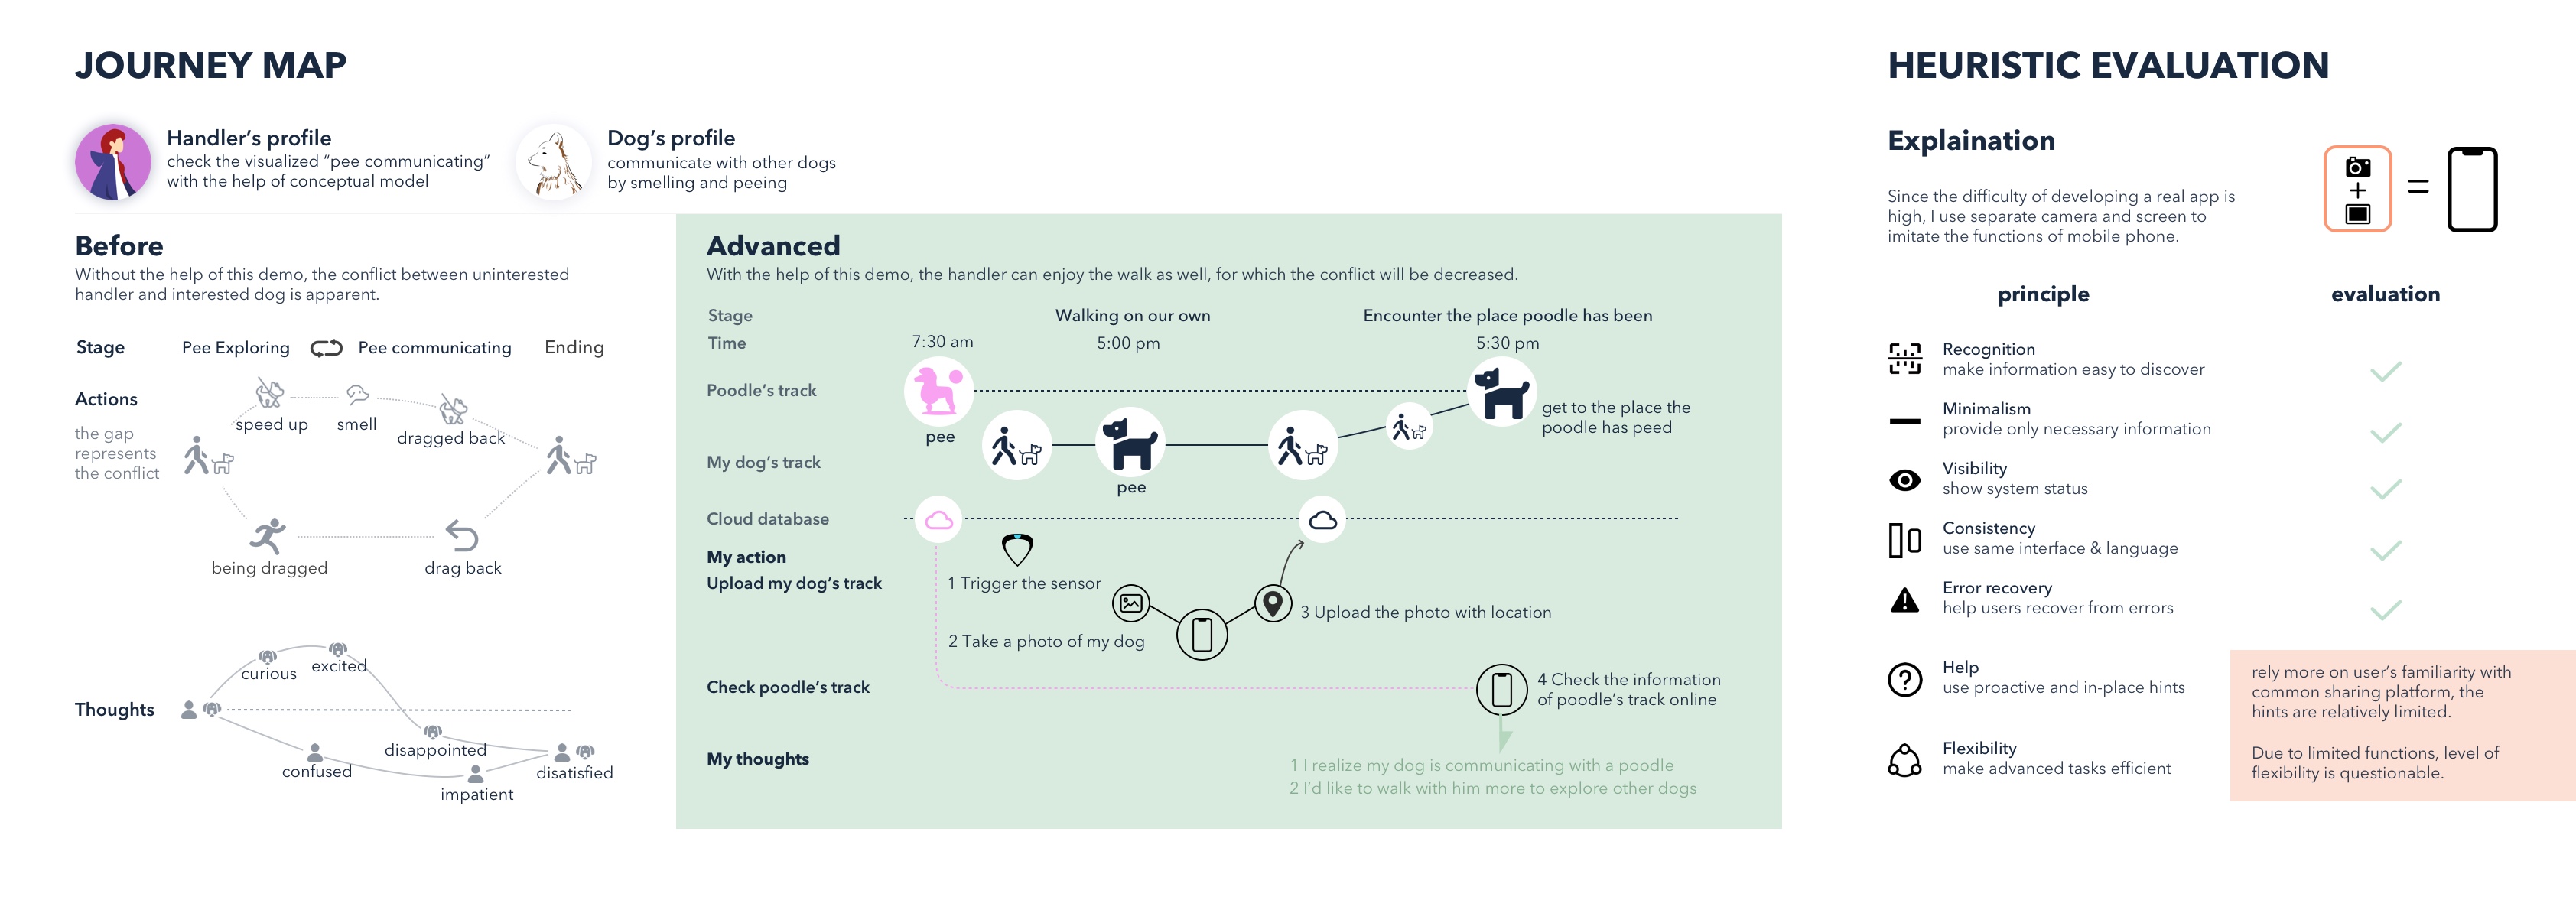 JOURNEY MAP
Handler’s profile
check the visualized “pee communicating”
with the help of conceptual model
Dog’s profile
communicate with other dogs
by smelling and peeing
Before
Without the help of this demo, the conflict between uninterested
handler and interested dog is apparent.
Stage
Pee Exploring
Pee communicating
Ending
Actions
the gap
represents
the conflict
speed up
smell
dragged back
being dragged
drag back
Thoughts
curious
excited
disappointed
confused
impatient
disatisfied
Advanced
With the help of this demo, the handler can enjoy the walk as well, for which the conflict will be decreased.
Stage
Walking on our own
Encounter the place poodle has been
Time
7:30 am
5:00 pm
5:30 pm
Poodle’s track
pee
get to the place the
poodle has peed
My dog’s track
pee
Cloud database
My action
Upload my dog’s track
1 Trigger the sensor
2 Take a photo of my dog
3 Upload the photo with location
Check poodle’s track
4 Check the information
of poodle’s track online
My thoughts
1 I realize my dog is communicating with a poodle
2 I’d like to walk with him more to explore other dogs
HEURISTIC EVALUATION
Explaination
Since the difficulty of developing a real app is
high, I use separate camera and screen to
imitate the functions of mobile phone.
+
=
principle
evaluation
Recognition
make information easy to discover
Minimalism
provide only necessary information
Visibility
show system status
Consistency
use same interface & language
Error recovery
help users recover from errors
Help
use proactive and in-place hints
rely more on user’s familiarity with
common sharing platform, the
hints are relatively limited.
Flexibility
make advanced tasks efficient
Due to limited functions, level of
flexibility is questionable.